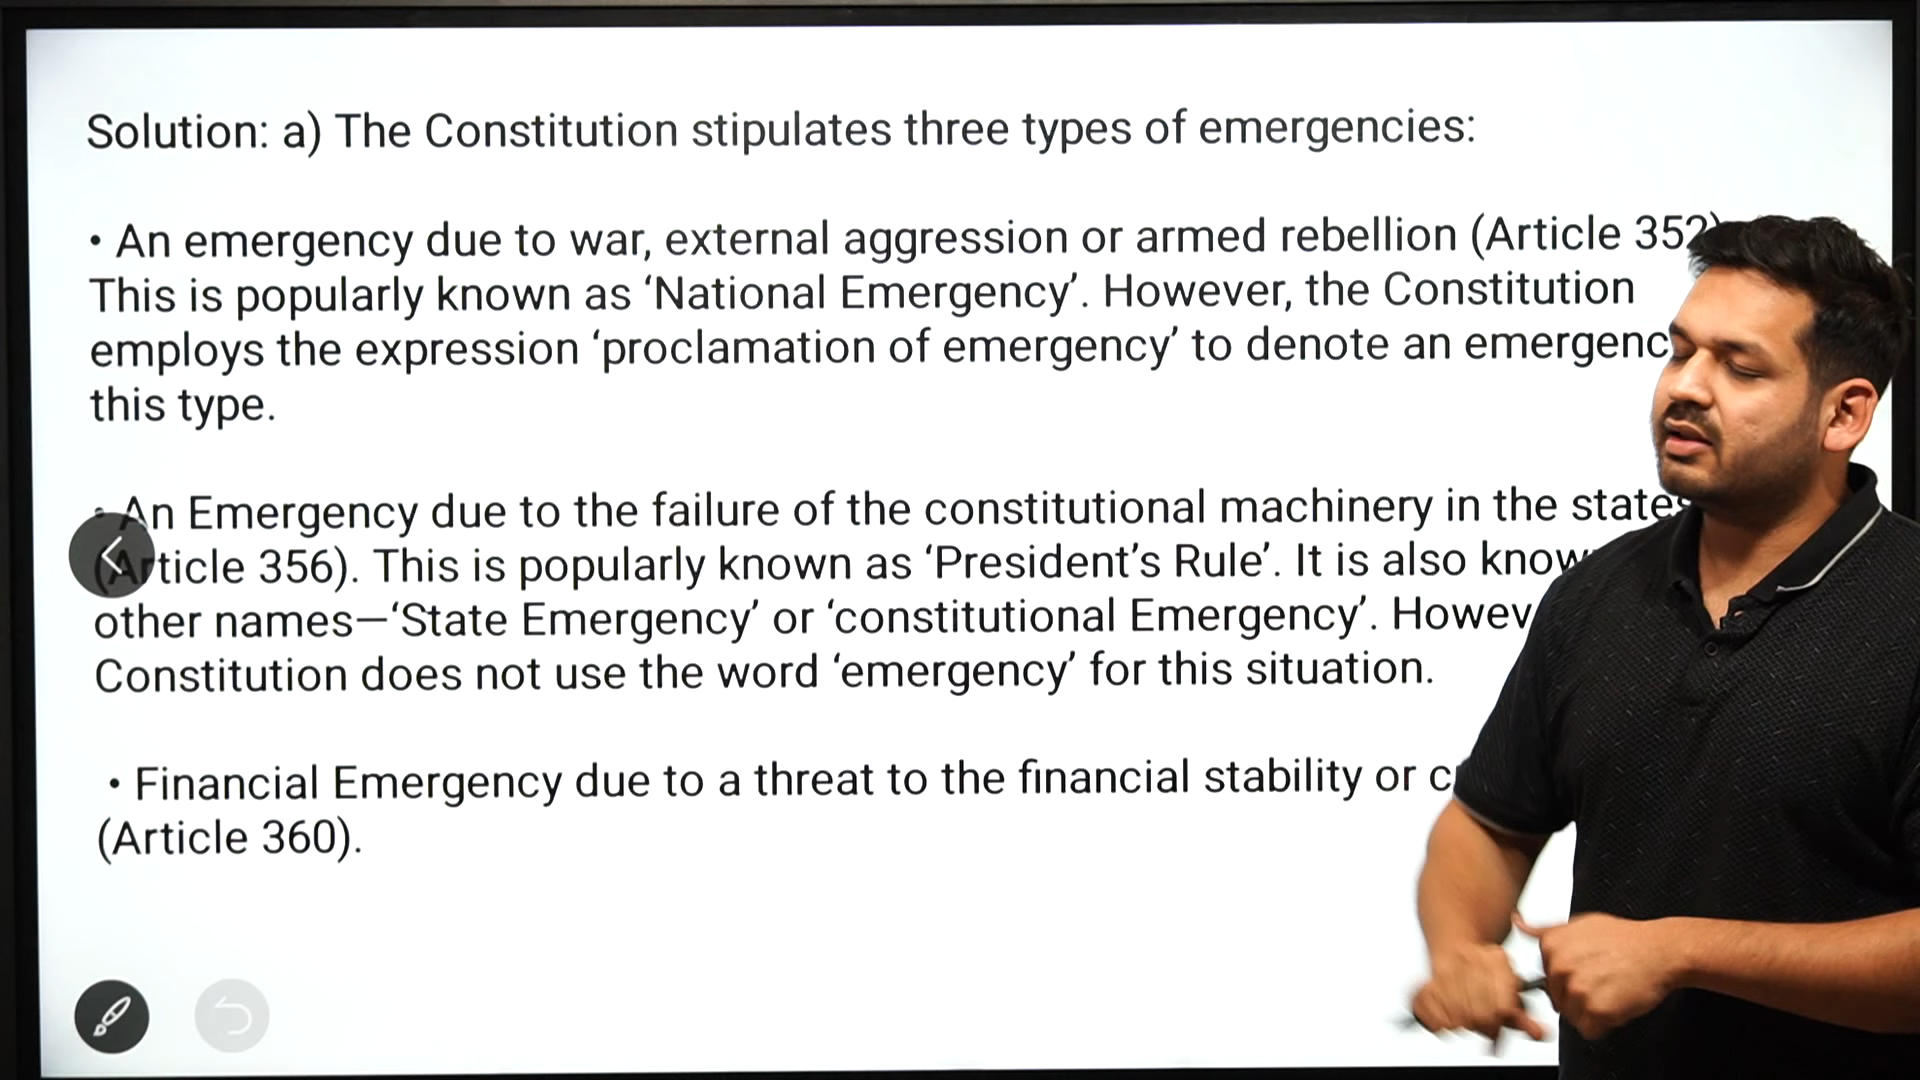 Solution: a) The Constitution stipulates three types of emergencies:
• An emergency due to war, external aggression or armed rebellion (Article 352)
This is popularly known as ‘National Emergency’. However, the Constitution
employs the expression ‘proclamation of emergency’ to denote an
this type.
• An Emergency due to the failure of the constitutional machinery in the states
(Article 356). This is popularly known as ‘President’s Rule’. It is also
other names—‘State Emergency’ or ‘constitutional Emergency’.
Constitution does not use the word ‘emergency’ for this situation.
• Financial Emergency due to a threat to the financial stability or
(Article 360).